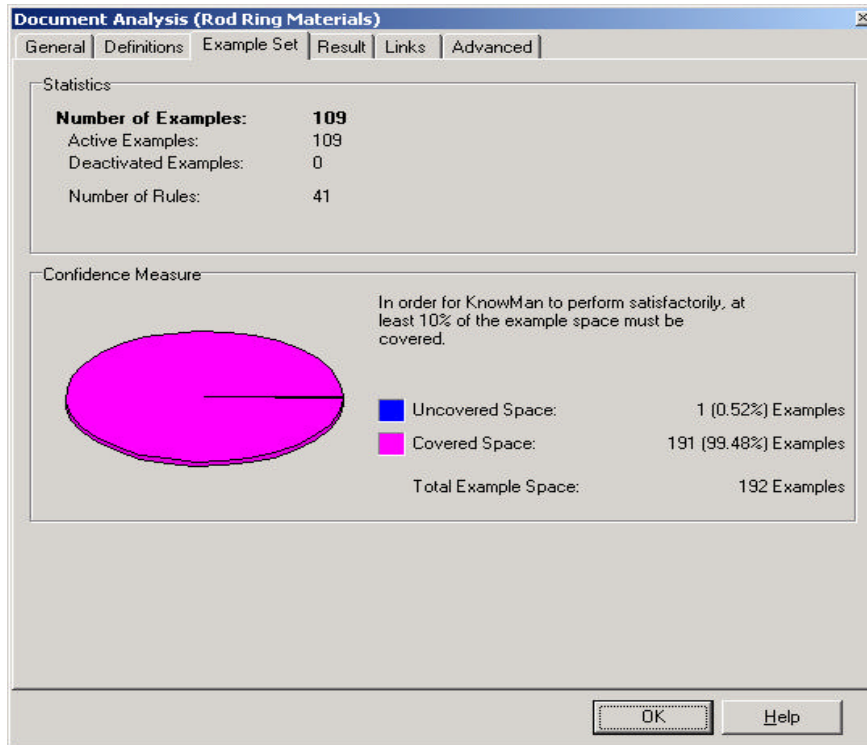 Document Analysis (Rod Ring Materials)
General Definitions Example Set Result Links Advanced
Statistics
Number of Examples: 109
Active Examples: 109
Deactivated Examples: 0
Number of Rules: 41
Confidence Measure
In order for KnowMan to perform satisfactorily, at
least 10% of the example space must be
covered.
Uncovered Space: 1 (0.52%) Examples
Covered Space: 191 (99.48%) Examples
Total Example Space: 192 Examples
OK Help